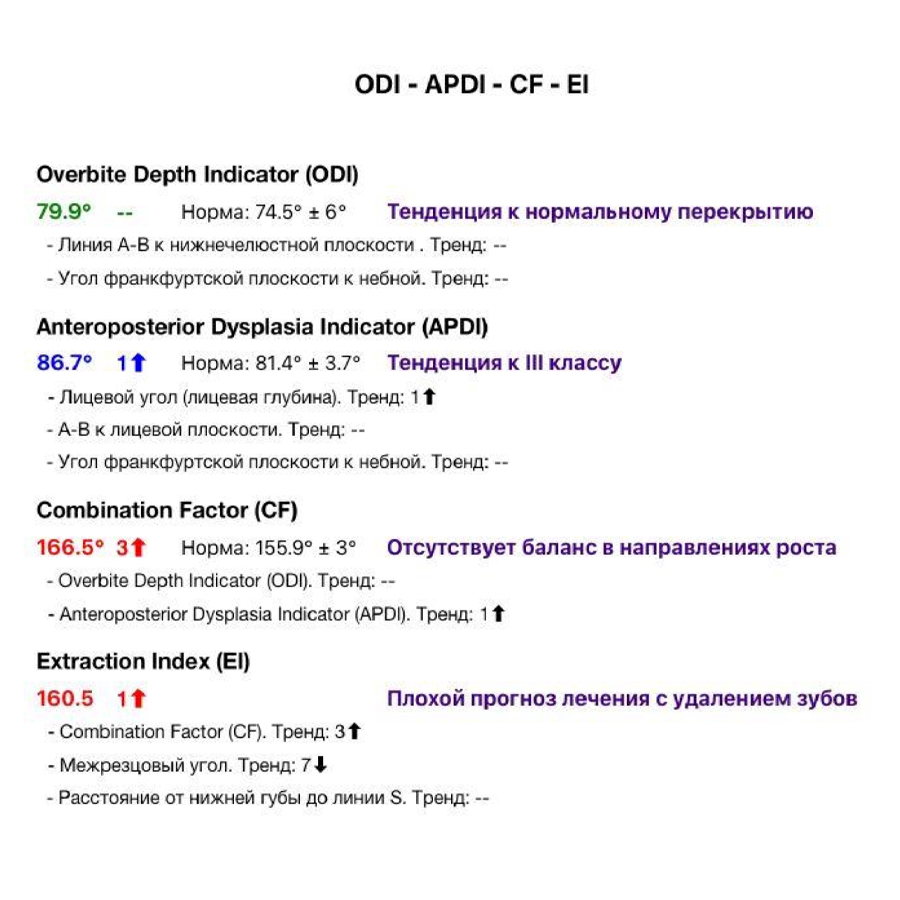 ODI - APDI - CF - EI
Overbite Depth Indicator (ODI)
79.9° -- Норма: 74.5° ± 6° Тенденция к нормальному перекрытию
- Линия А-В к нижнечелюстной плоскости . Тренд: --
- Угол франкфуртской плоскости к небной. Тренд: --
Anteroposterior Dysplasia Indicator (APDI)
86.7° 1⬆ Норма: 81.4° ± 3.7° Тенденция к III классу
- Лицевой угол (лицевая глубина). Тренд: 1⬆
- А-В к лицевой плоскости. Тренд: --
- Угол франкфуртской плоскости к небной. Тренд: --
Combination Factor (CF)
166.5° 3⬆ Норма: 155.9° ± 3° Отсутствует баланс в направлениях роста
- Overbite Depth Indicator (ODI). Тренд: --
- Anteroposterior Dysplasia Indicator (APDI). Тренд: 1⬆
Extraction Index (EI)
160.5 1⬆ Плохой прогноз лечения с удалением зубов
- Combination Factor (CF). Тренд: 3⬆
- Межрезцовый угол. Тренд: 7⬇
- Расстояние от нижней губы до линии S. Тренд: --